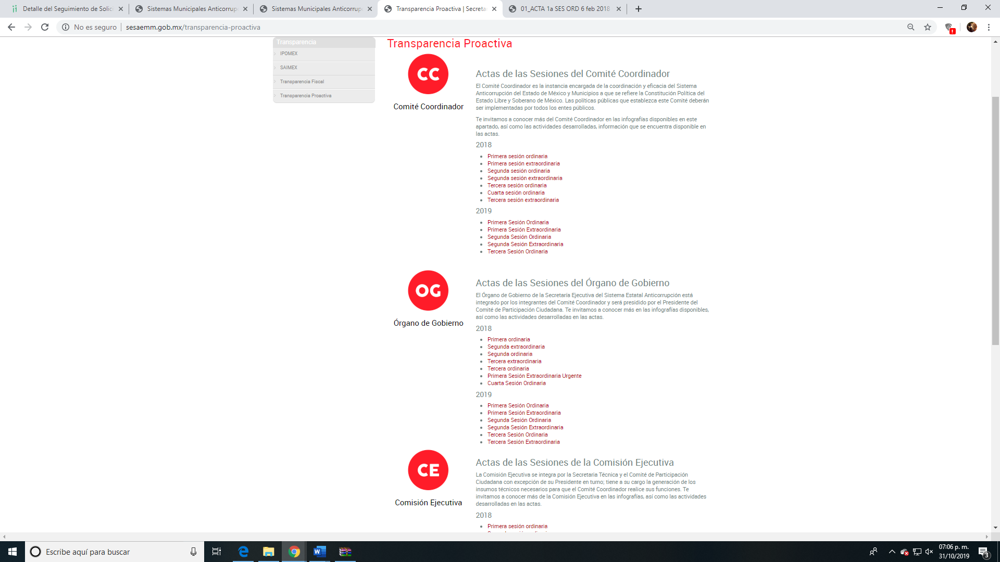 Detalle del Seguimiento de Solici
Sistemas Municipales Anticorrup
Sistemas Municipales Anticorrup
Transparencia Proactiva | Secreta
01_ACTA 1a SES ORD 6 feb 2018
No es seguro
sesaemm.gob.mx/transparencia-proactiva
Transparencia
IPOMEX
SAIMEX
Transparencia Fiscal
Transparencia Proactiva
Transparencia Proactiva
CC
Comité Coordinador
Actas de las Sesiones del Comité Coordinador
El Comité Coordinador es la instancia encargada de la coordinación y eficacia del Sistema
Anticorrupción del Estado de México y Municipios a que se refiere la Constitución Política del
Estado Libre y Soberano de México. Las políticas públicas que establezca este Comité deberán
ser implementadas por todos los entes públicos.
Te invitamos a conocer más del Comité Coordinador en las infografías disponibles en este
apartado, así como las actividades desarrolladas, información que se encuentra disponible en
las actas.
2018
Primera sesión ordinaria
Primera sesión extraordinaria
Segunda sesión ordinaria
Segunda sesión extraordinaria
Tercera sesión ordinaria
Cuarta sesión ordinaria
Tercera sesión extraordinaria
2019
Primera Sesión Ordinaria
Primera Sesión Extraordinaria
Segunda Sesión Ordinaria
Segunda Sesión Extraordinaria
Tercera Sesión Ordinaria
OG
Órgano de Gobierno
Actas de las Sesiones del Órgano de Gobierno
El Órgano de Gobierno de la Secretaría Ejecutiva del Sistema Estatal Anticorrupción está
integrado por los integrantes del Comité Coordinador y será presidido por el Presidente del
Comité de Participación Ciudadana. Te invitamos a conocer más en las infografías disponibles,
así como las actividades desarrolladas en las actas.
2018
Primera ordinaria
Segunda extraordinaria
Segunda ordinaria
Tercera extraordinaria
Tercera ordinaria
Primera Sesión Extraordinaria Urgente
Cuarta Sesión Ordinaria
2019
Primera Sesión Ordinaria
Primera Sesión Extraordinaria
Segunda Sesión Ordinaria
Segunda Sesión Extraordinaria
Tercera Sesión Ordinaria
Tercera Sesión Extraordinaria
CE
Comisión Ejecutiva
Actas de las Sesiones de la Comisión Ejecutiva
La Comisión Ejecutiva se integra por la Secretaria Técnica y el Comité de Participación
Ciudadana con excepción de su Presidente en turno; tiene a su cargo la generación de los
insumos técnicos necesarios para que el Comité Coordinador realice sus funciones. Te
invitamos a conocer más de la Comisión Ejecutiva en las infografías, así como las actividades
desarrolladas en las actas.
2018
Primera sesión ordinaria
Escribe aquí para buscar
07:06 p. m.
31/10/2019
3